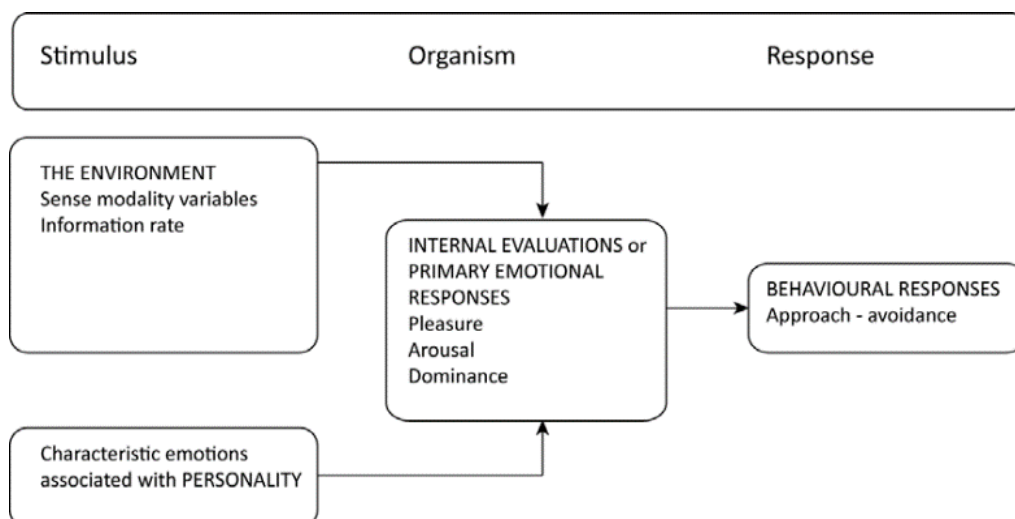 Stimulus
Organism
Response
THE ENVIRONMENT
Sense modality variables
Information rate
INTERNAL EVALUATIONS or
PRIMARY EMOTIONAL
RESPONSES
Pleasure
Arousal
Dominance
BEHAVIOURAL RESPONSES
Approach - avoidance
Characteristic emotions
associated with PERSONALITY